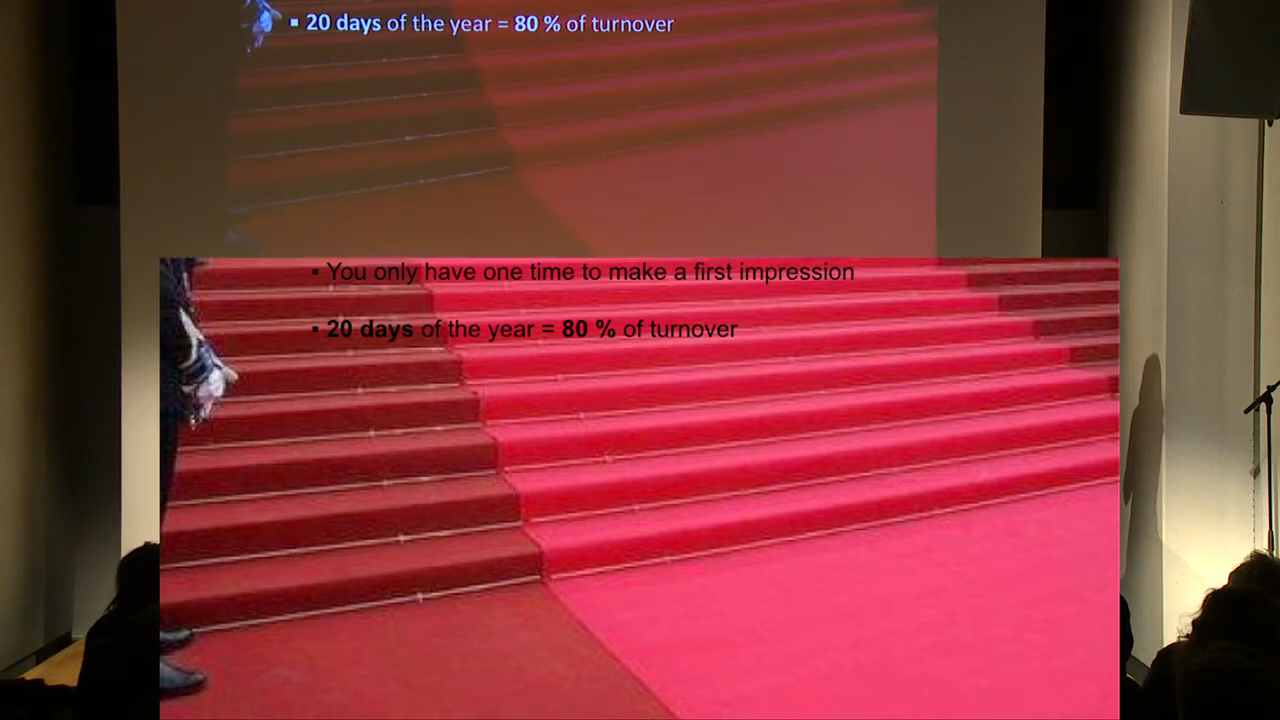 ▪ 20 days of the year = 80 % of turnover
▪ You only have one time to make a first impression
▪ 20 days of the year = 80 % of turnover